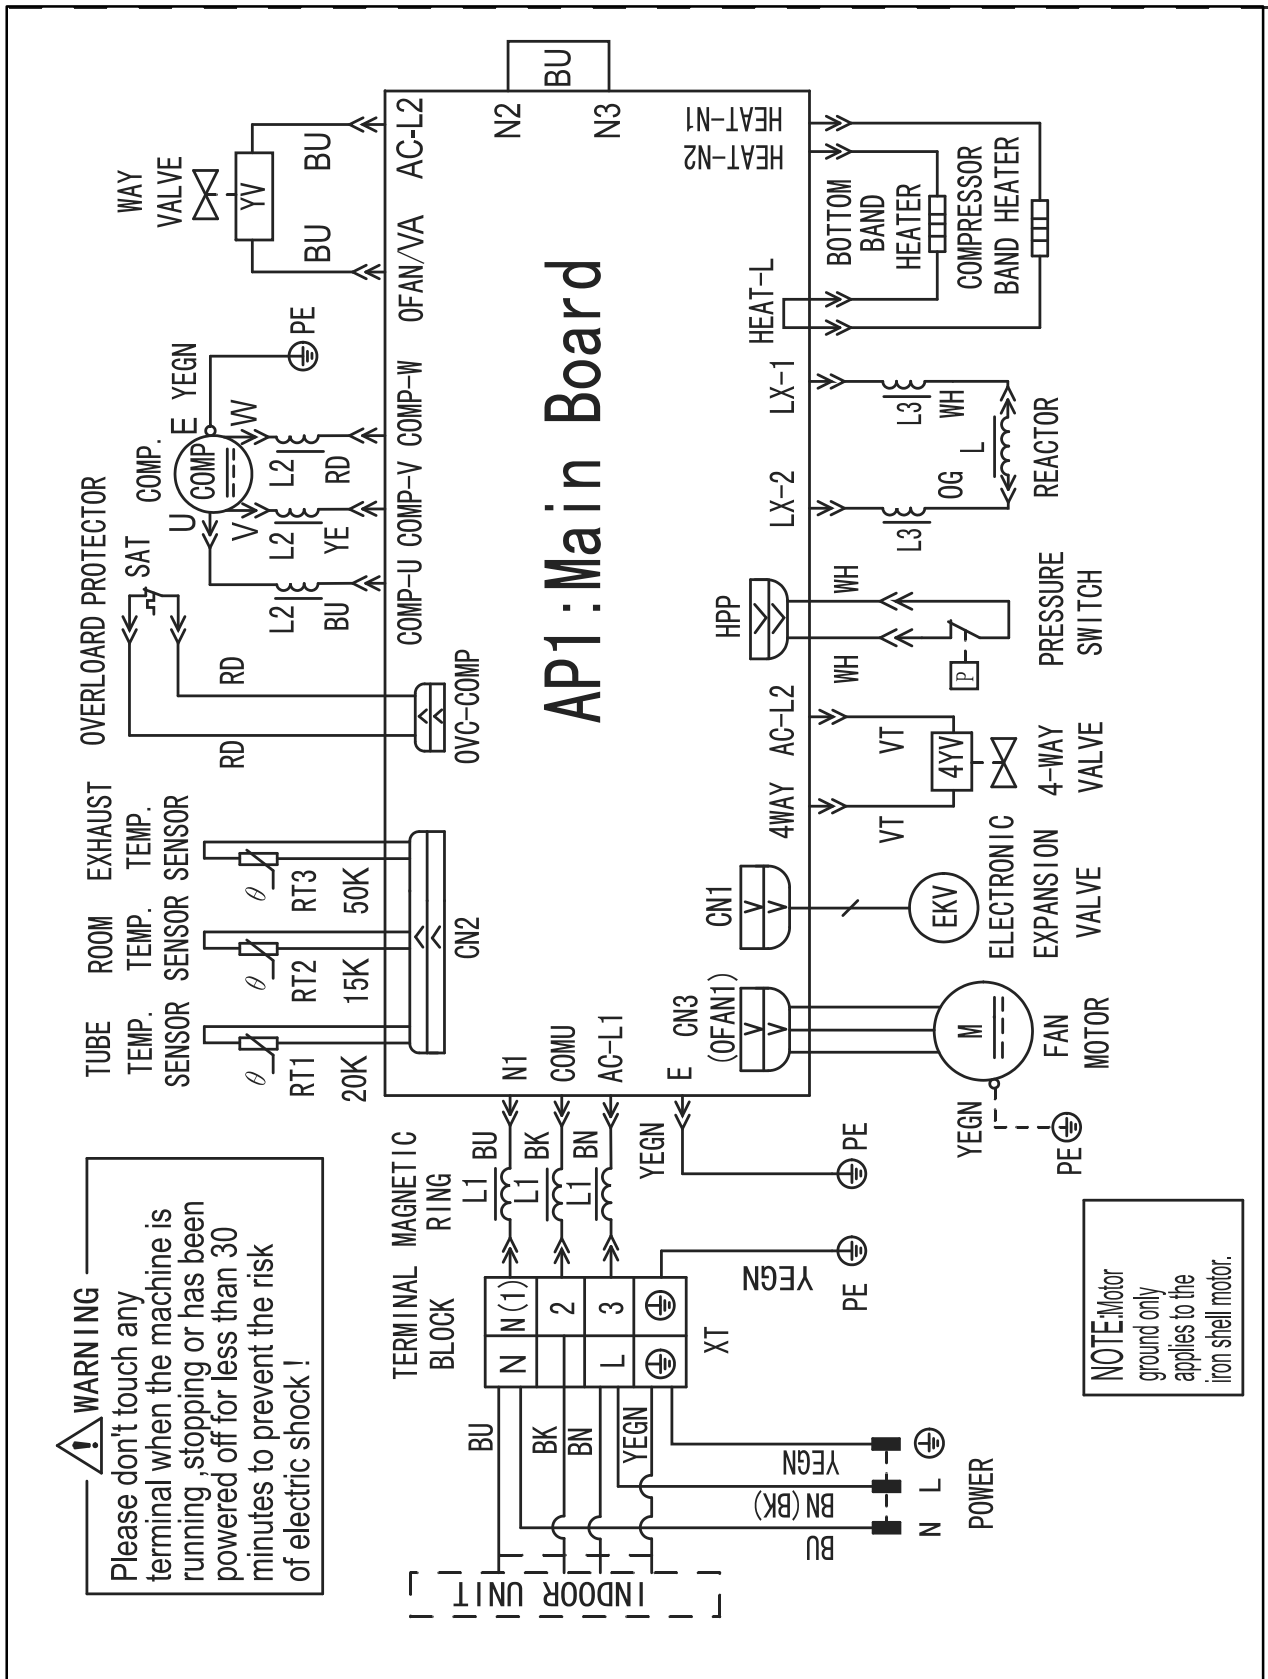 WARNING
Please don't touch any
terminal when the machine is
running ,stopping or has been
powered off for less than 30
minutes to prevent the risk
of electric shock !
TUBE
TEMP.
SENSOR
θ
RT1
20K
ROOM
TEMP.
SENSOR
θ
RT2
15K
EXHAUST
TEMP.
SENSOR
θ
RT3
50K
CN2
OVERLOARD PROTECTOR
SAT
RD
RD
OVC-COMP
COMP.
COMP
U
V
W
E
YEGN
PE
L2
L2
L2
BU
YE
RD
COMP-U
COMP-V
COMP-W
WAY
VALVE
YV
BU
BU
OFAN/VA
AC-L2
N2
N3
BU
AP1:Main Board
TERMINAL
BLOCK
MAGNETIC
RING
L1
BU
L1
BK
L1
BN
YEGN
N1
COMU
AC-L1
E
N
N(1)
2
L
3
XT
YEGN
PE
PE
BU
BK
BN
YEGN
INDOOR UNIT
YEGN
BN(BK)
BU
N
L
POWER
CN3
(OFAN1)
M
FAN
MOTOR
YEGN
PE
CN1
EKV
ELECTRONIC
EXPANSION
VALVE
4WAY
AC-L2
VT
VT
4YV
4-WAY
VALVE
HPP
WH
WH
P
PRESSURE
SWITCH
LX-2
LX-1
L3
L3
OG
WH
L
REACTOR
HEAT-L
HEAT-N2
HEAT-N1
BOTTOM
BAND
HEATER
COMPRESSOR
BAND HEATER
NOTE:Motor
ground only
applies to the
iron shell motor.